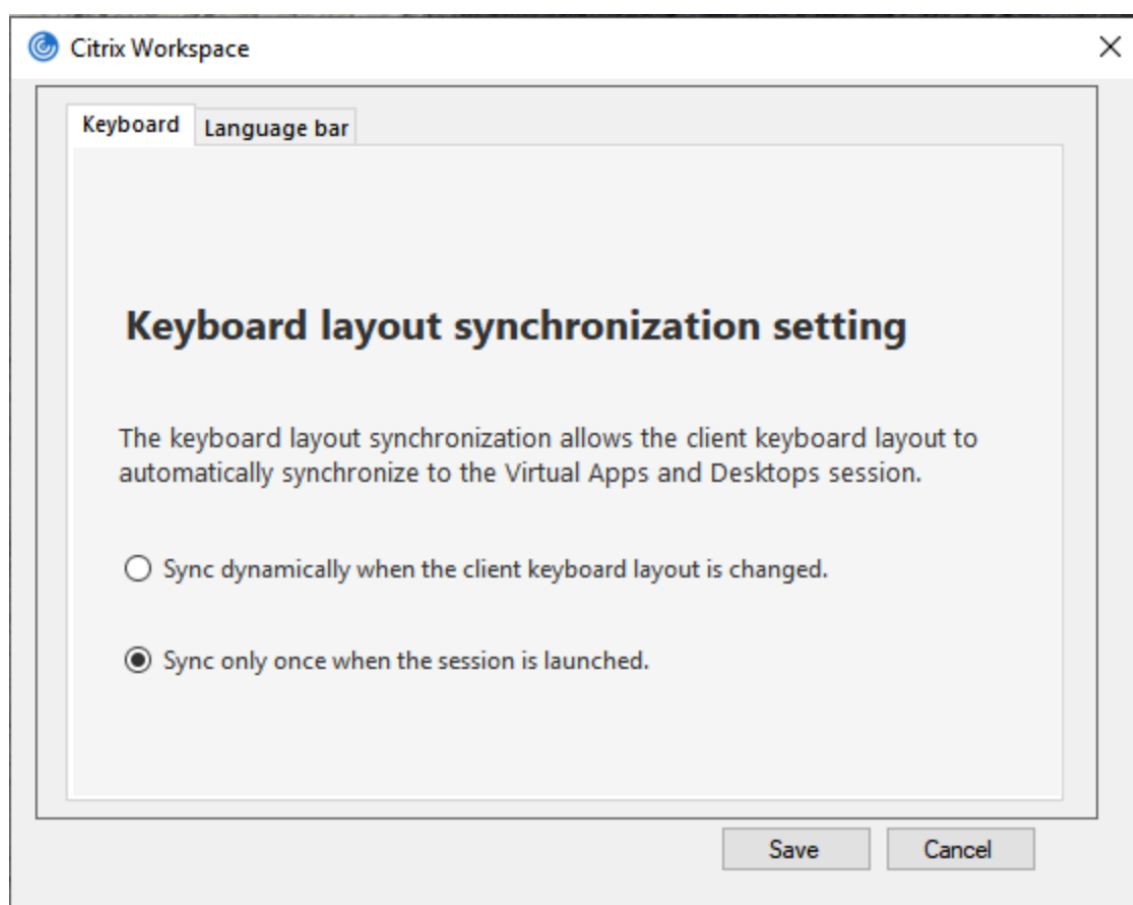 Citrix Workspace
Keyboard
Language bar
Keyboard layout synchronization setting
The keyboard layout synchronization allows the client keyboard layout to
automatically synchronize to the Virtual Apps and Desktops session.
Sync dynamically when the client keyboard layout is changed.
Sync only once when the session is launched.
Save
Cancel